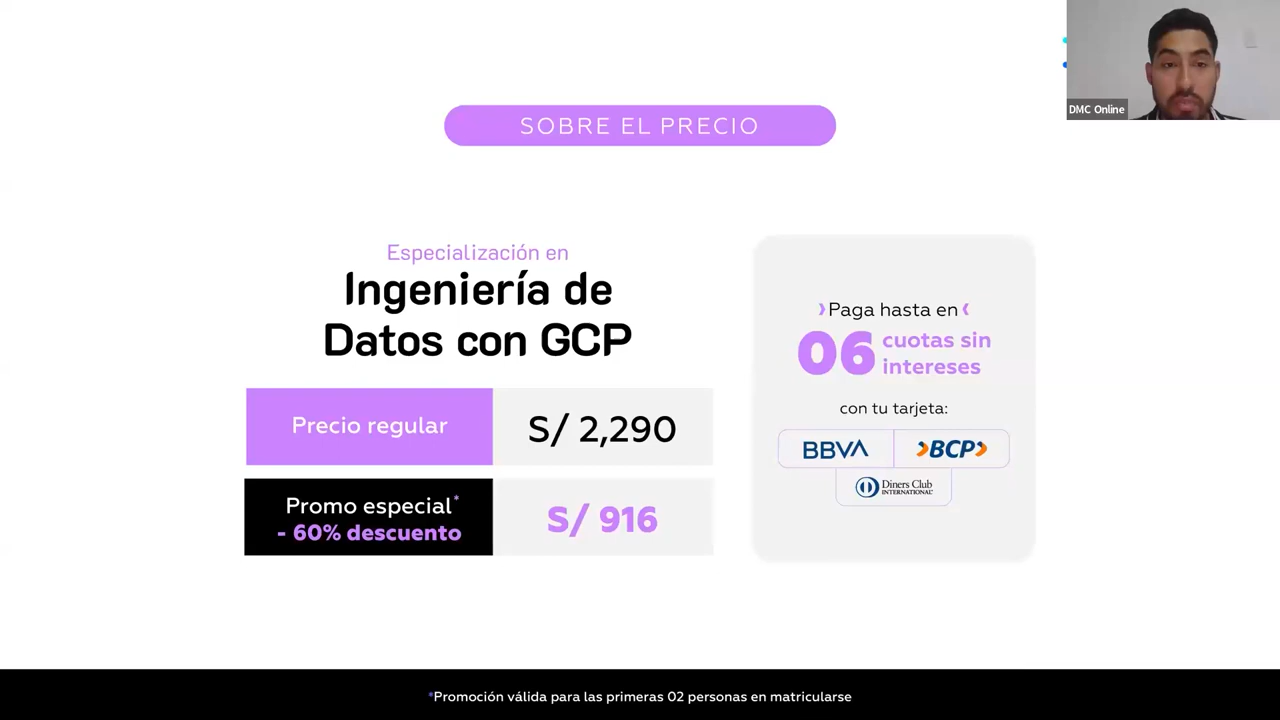 DMC Online
SOBRE EL PRECIO
Especialización en
Ingeniería de
Datos con GCP
Precio regular
S/ 2,290
Promo especial*
- 60% descuento
S/ 916
Paga hasta en
06 cuotas sin
intereses
con tu tarjeta:
BBVA
BCP
Diners Club
INTERNATIONAL
*Promoción válida para las primeras 02 personas en matricularse